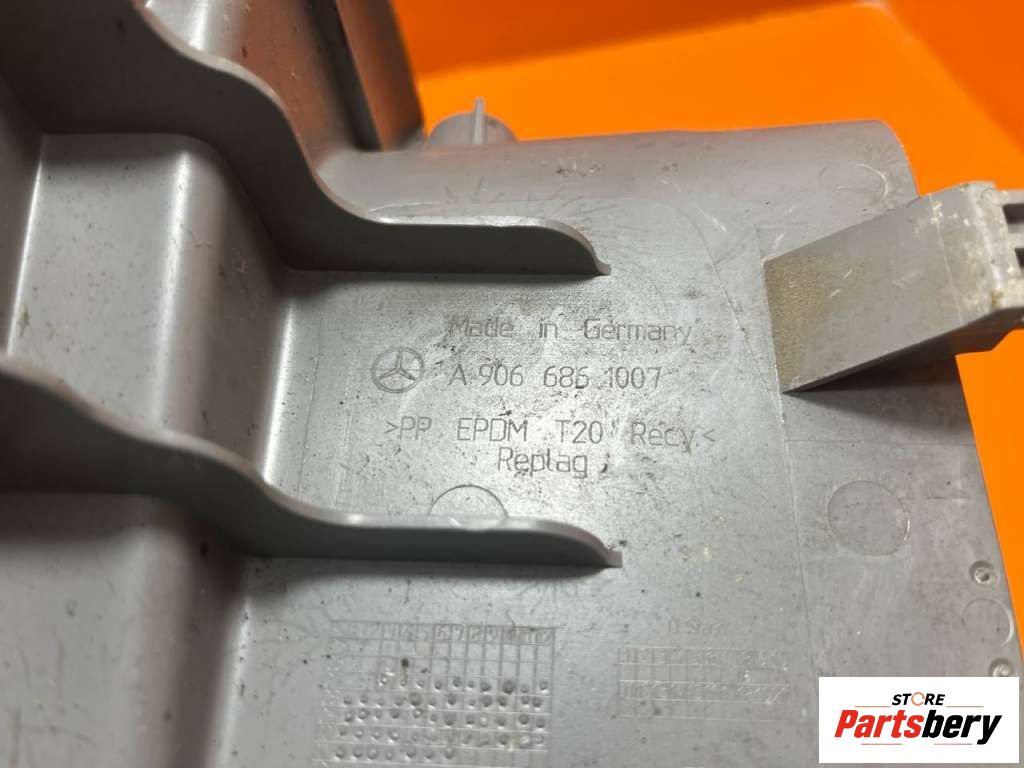 Made in Germany
A 906 686 1007
>PP EPDM T20 Recy<
Replag
STORE
Partsbery